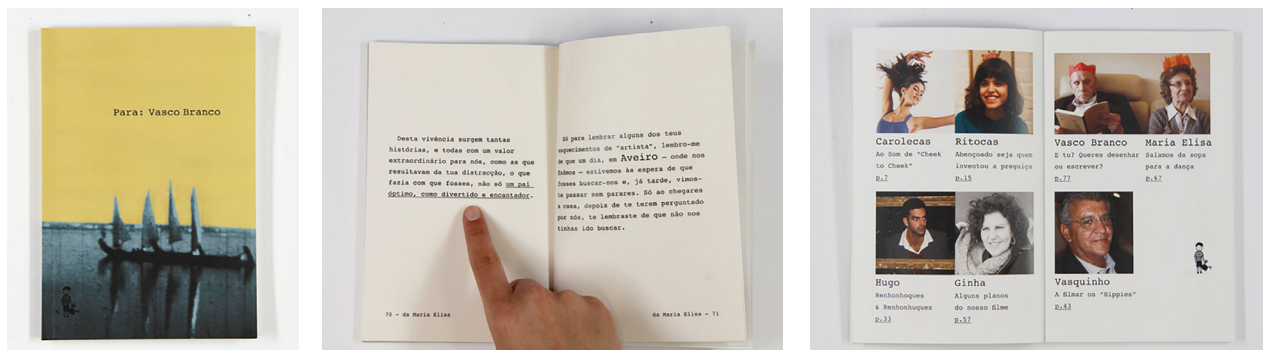 Para: Vasco Branco
Desta vivência surgem tantas
histórias, e todas com um valor
extraordinário para nós, como as que
resultavam da tua distracção, o que
fazia com que fosses, não só um pai
óptimo, como divertido e encantador.
70 - da Maria Elisa
Só para lembrar alguns dos teus
esquecimentos de "artista", lembro-me
de que um dia, em Aveiro - onde nos
fomos - estivemos às espera de que
fosses buscar-nos e, já tarde, vimos-
te passar sem parares. Só ao chegares
a casa, depois de te terem perguntado
por nós, te lembraste de que não nos
tinhas ido buscar.
da Maria Elisa - 71
Carolecas
Ao Som de "Cheek
to Cheek"
p.7
Ritocas
Abençoado seja quem
inventou a preguiça
p.15
Vasco Branco
E tu? Queres desenhar
ou escrever?
p.77
Maria Elisa
Saíamos da sopa
para a dança
p.67
Hugo
Renhonhoques
& Renhonhuques
p.33
Ginha
Alguns planos
do nosso filme
p.57
Vasquinho
A filmar os "Hippies"
p.43